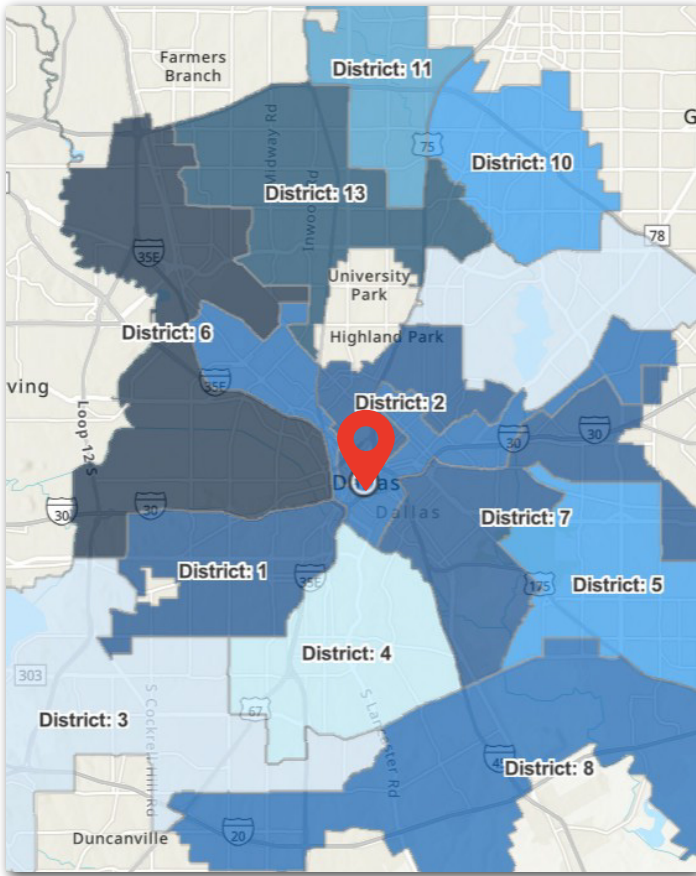 Farmers
Branch
District: 11
75
G
District: 10
Midway Rd
District: 13
Inwood Rd
78
35E
University
Park
District: 6
Highland Park
35E
ving
District: 2
Loop 12 S
30
30
Dallas
Dallas
30
30
District: 7
District: 1
35E
175
District: 5
District: 4
303
67
S Lancaster Rd
District: 3
S Cockrell Hill Rd
45
District: 8
20
Duncanville